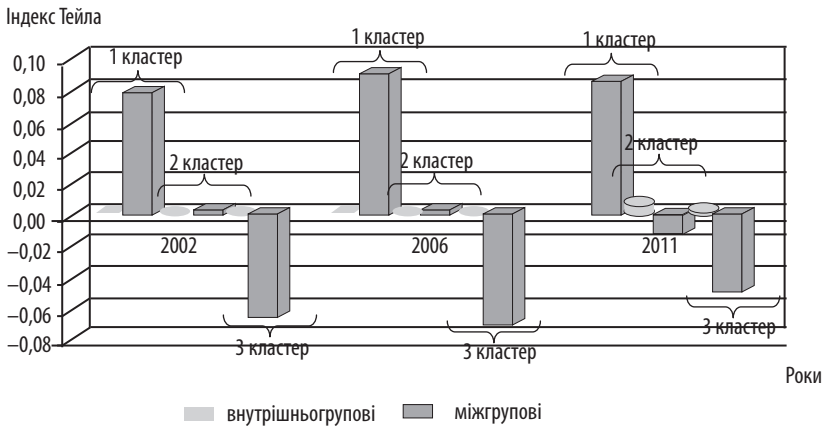 Індекс Тейла
1 кластер
1 кластер
1 кластер
0,10
0,08
0,06
0,04
0,02
0,00
–0,02
–0,04
–0,06
–0,08
2 кластер
2 кластер
2 кластер
2002
2006
2011
3 кластер
3 кластер
3 кластер
Роки
внутрішньогрупові
міжгрупові